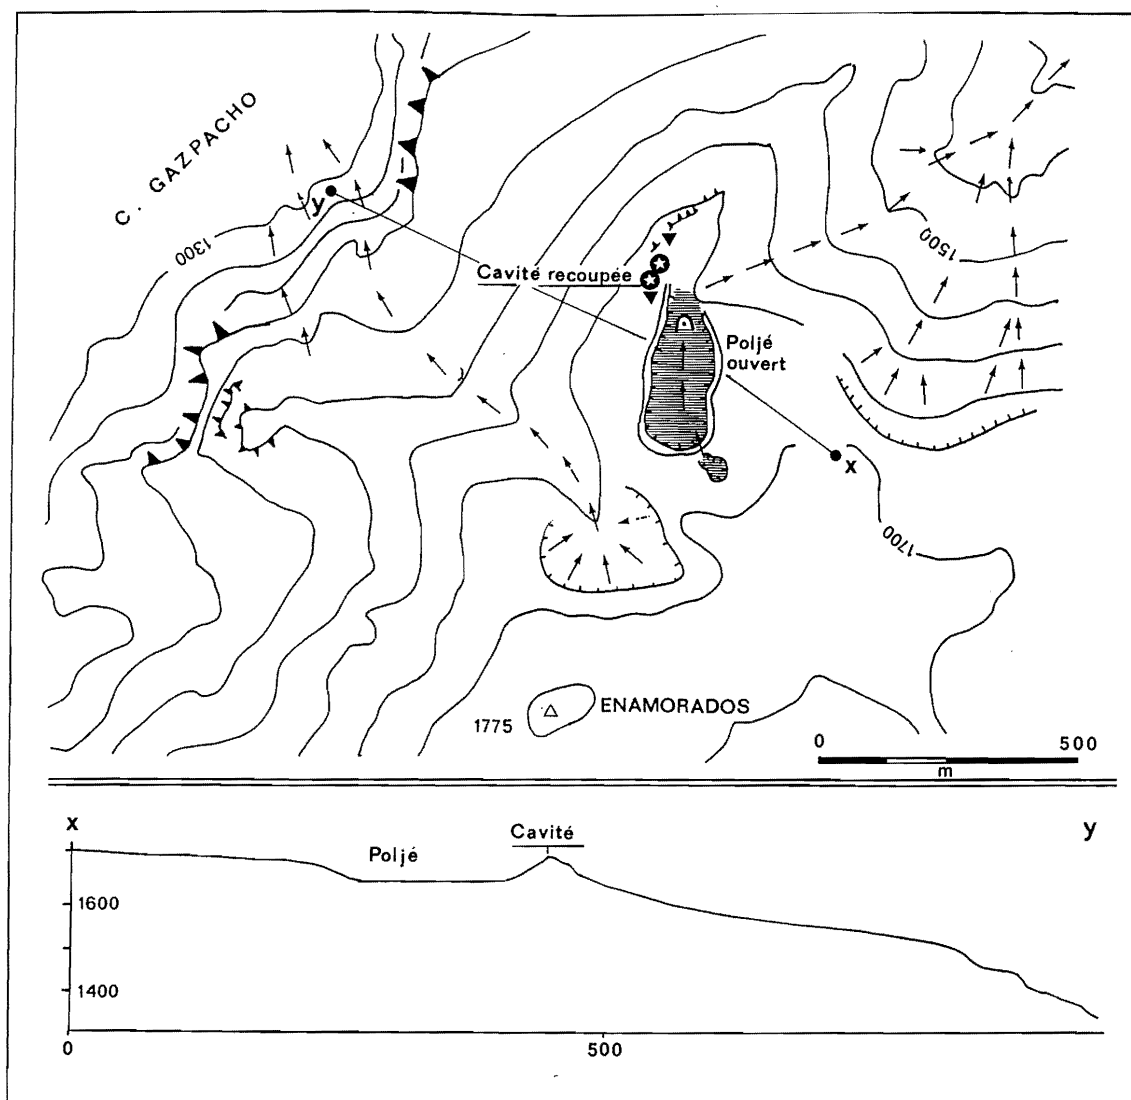 C. GAZPACHO
y
1300
Cavité recoupée
1500
Poljé
ouvert
x
1700
ENAMORADOS
1775
0
500
m
x
y
Cavité
Poljé
1600
1400
0
500